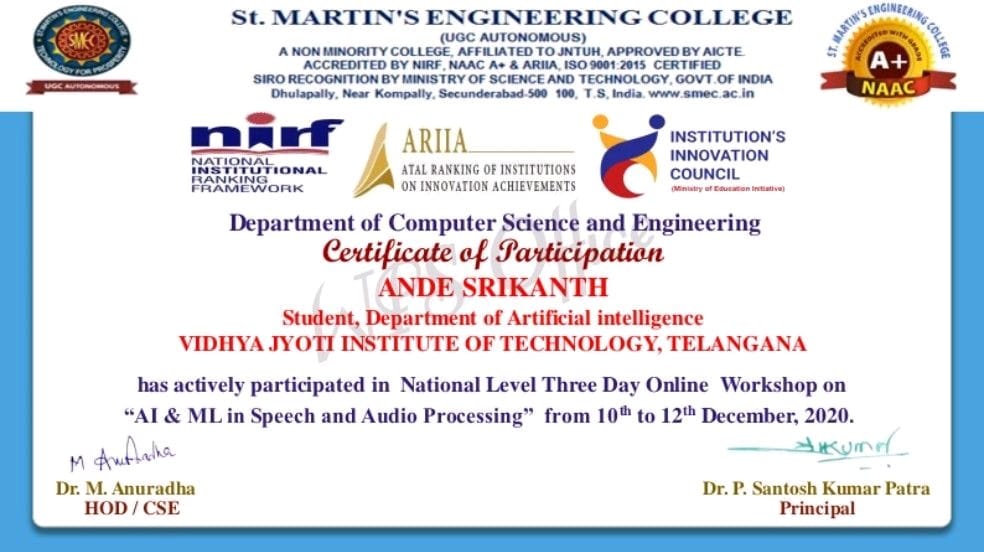 St. MARTIN'S ENGINEERING COLLEGE
(UGC AUTONOMOUS)
A NON MINORITY COLLEGE, AFFILIATED TO JNTUH, APPROVED BY AICTE.
ACCREDITED BY NIRF, NAAC A+ & ARIIA, ISO 9001:2015 CERTIFIED
SIRO RECOGNITION BY MINISTRY OF SCIENCE AND TECHNOLOGY, GOVT.OF INDIA
Dhulapally, Near Kompally, Secunderabad-500 100, T.S, India. www.smec.ac.in
ST. MARTIN'S ENGINEERING COLLEGE
SMEC
TECHNOLOGY FOR PROSPERITY
UGC AUTONOMOUS
ST. MARTIN'S ENGINEERING COLLEGE
ACCREDITED WITH GRADE
A+
NAAC
nirf
NATIONAL
INSTITUTIONAL
RANKING
FRAMEWORK
ARIIA
ATAL RANKING OF INSTITUTIONS
ON INNOVATION ACHIEVEMENTS
INSTITUTION'S
INNOVATION
COUNCIL
(Ministry of Education Initiative)
Department of Computer Science and Engineering
Certificate of Participation
ANDE SRIKANTH
Student, Department of Artificial intelligence
VIDHYA JYOTI INSTITUTE OF TECHNOLOGY, TELANGANA
has actively participated in National Level Three Day Online Workshop on
“AI & ML in Speech and Audio Processing” from 10th to 12th December, 2020.
WPS Office
M Anuradha
Dr. M. Anuradha
HOD / CSE
Dr. P. Santosh Kumar Patra
Principal